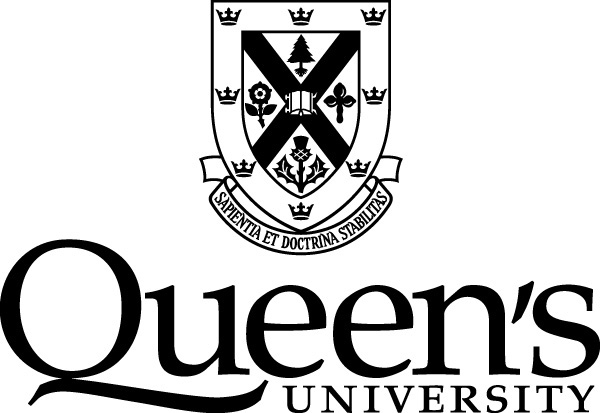 SAPIENTIA ET DOCTRINA STABILITAS
Queen's
UNIVERSITY